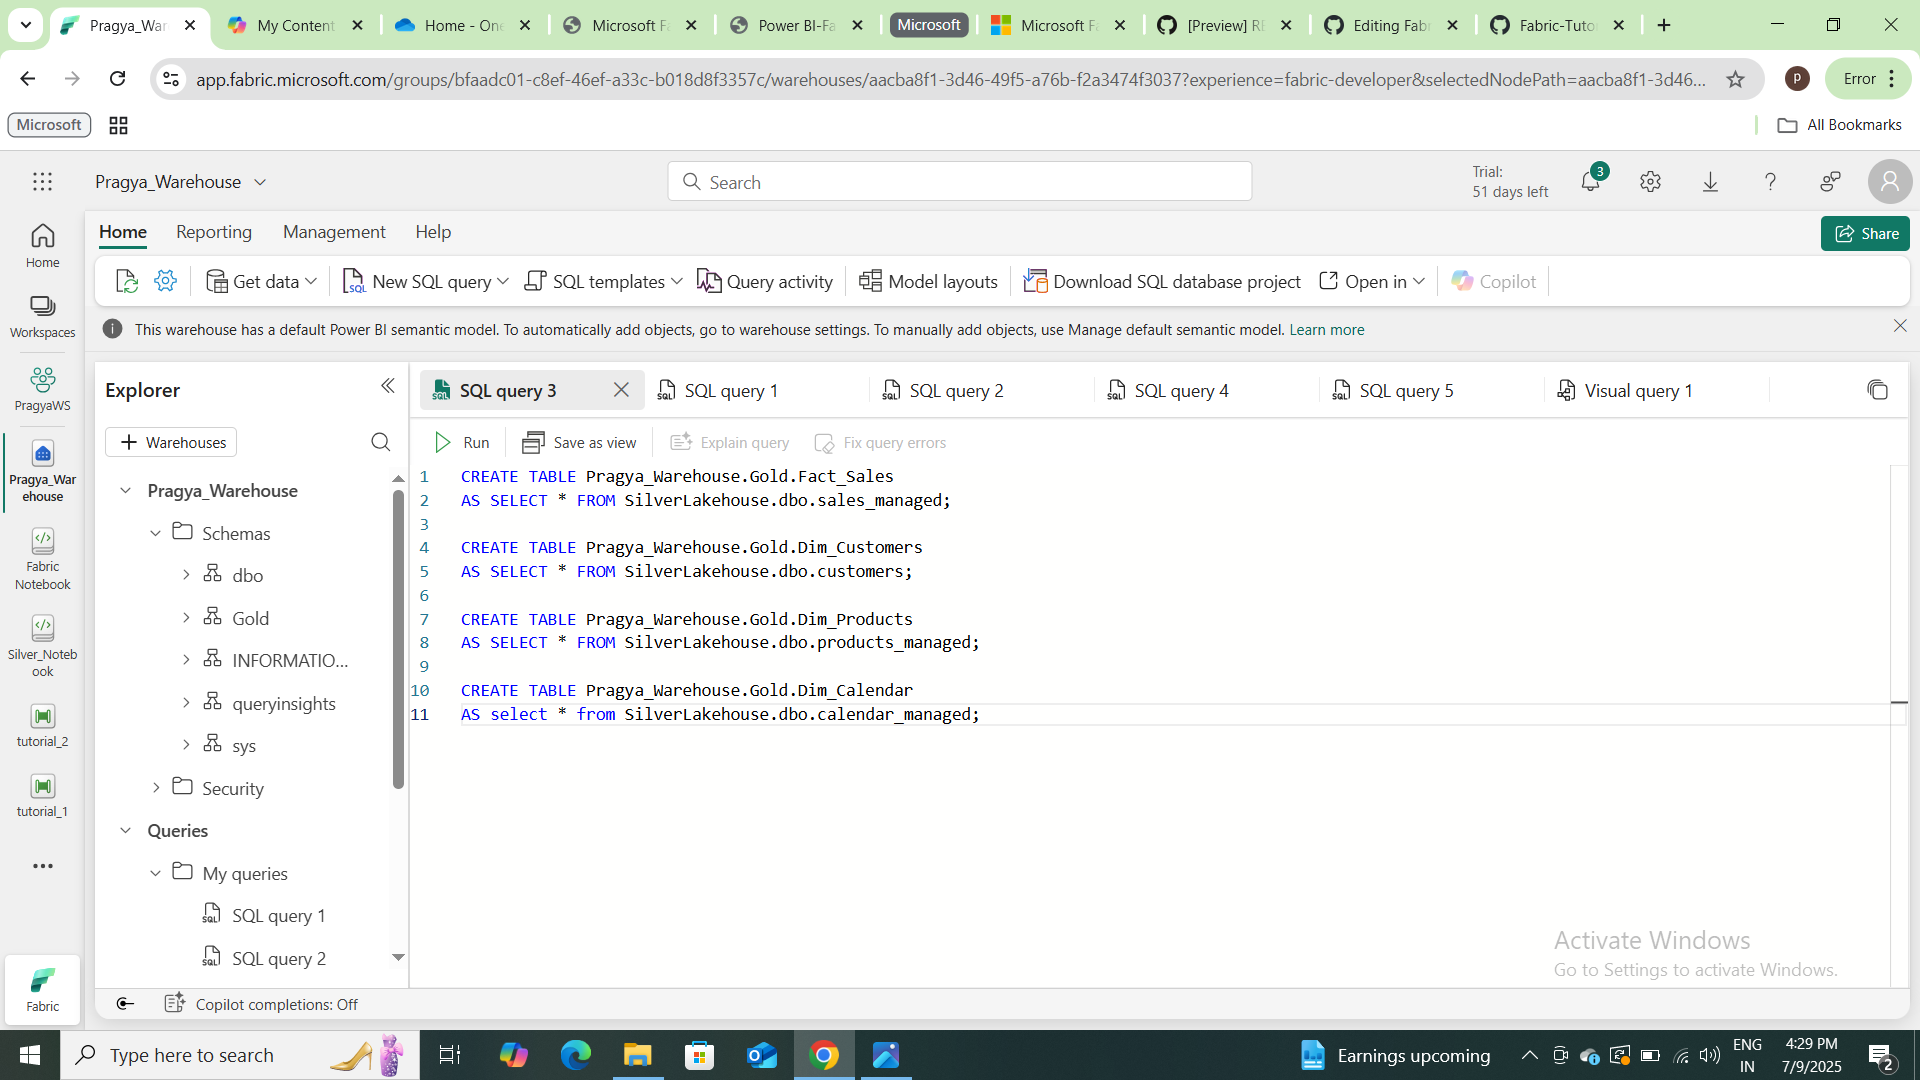 Pragya_War
My Content
Home - One
Microsoft Fa
Power BI-Fa
Microsoft
Microsoft Fa
[Preview] RE
Editing Fabr
Fabric-Tuto
app.fabric.microsoft.com/groups/bfaadc01-c8ef-46ef-a33c-b018d8f3357c/warehouses/aacba8f1-3d46-49f5-a76b-f2a3474f3037?experience=fabric-developer&selectedNodePath=aacba8f1-3d46...
P
Error
Microsoft
All Bookmarks
Pragya_Warehouse
Search
Trial:
51 days left
3
Home
Reporting
Management
Help
Share
Get data
New SQL query
SQL templates
Query activity
Model layouts
Download SQL database project
Open in
Copilot
This warehouse has a default Power BI semantic model. To automatically add objects, go to warehouse settings. To manually add objects, use Manage default semantic model. Learn more
Home
Workspaces
PragyaWS
Pragya_War
ehouse
Fabric
Notebook
Silver_Noteb
ook
tutorial_2
tutorial_1
Fabric
Explorer
Warehouses
Pragya_Warehouse
Schemas
dbo
Gold
INFORMATIO...
queryinsights
sys
Security
Queries
My queries
SQL query 1
SQL query 2
SQL query 3
SQL query 1
SQL query 2
SQL query 4
SQL query 5
Visual query 1
Run
Save as view
Explain query
Fix query errors
1 CREATE TABLE Pragya_Warehouse.Gold.Fact_Sales
2 AS SELECT * FROM SilverLakehouse.dbo.sales_managed;
3
4 CREATE TABLE Pragya_Warehouse.Gold.Dim_Customers
5 AS SELECT * FROM SilverLakehouse.dbo.customers;
6
7 CREATE TABLE Pragya_Warehouse.Gold.Dim_Products
8 AS SELECT * FROM SilverLakehouse.dbo.products_managed;
9
10 CREATE TABLE Pragya_Warehouse.Gold.Dim_Calendar
11 AS select * from SilverLakehouse.dbo.calendar_managed;
Activate Windows
Go to Settings to activate Windows.
Copilot completions: Off
Type here to search
Earnings upcoming
ENG
IN
4:29 PM
7/9/2025
2